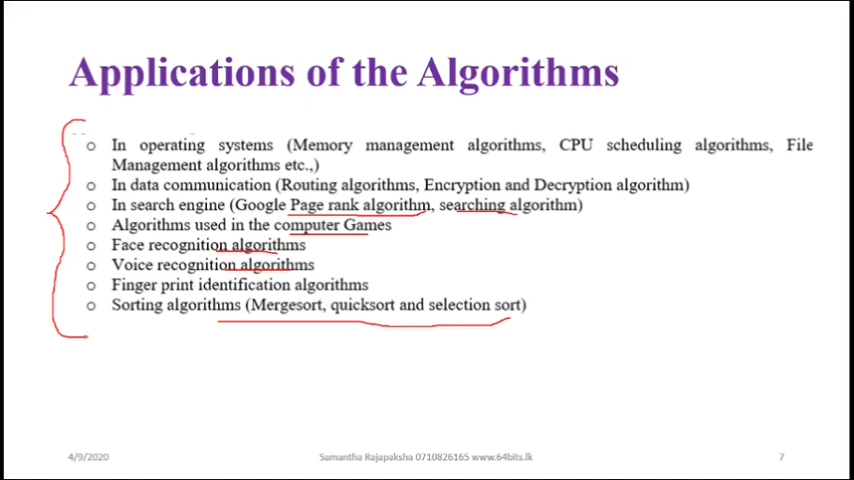 Applications of the Algorithms
o In operating systems (Memory management algorithms, CPU scheduling algorithms, File
Management algorithms etc.,)
o In data communication (Routing algorithms, Encryption and Decryption algorithm)
o In search engine (Google Page rank algorithm, searching algorithm)
o Algorithms used in the computer Games
o Face recognition algorithms
o Voice recognition algorithms
o Finger print identification algorithms
o Sorting algorithms (Mergesort, quicksort and selection sort)
4/9/2020 Samantha Rajapaksha 0710826165 www.64bits.lk 7